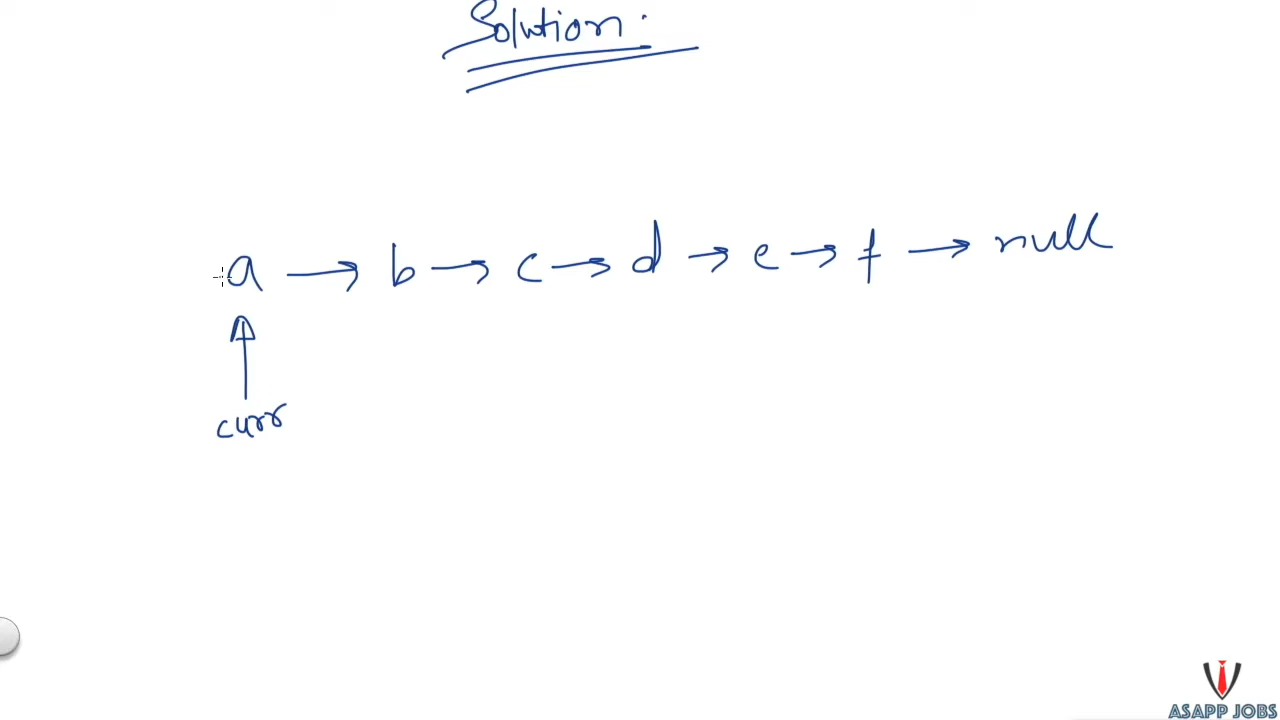 Solution:
a → b → c → d → e → f → null
curr
ASAPP JOBS